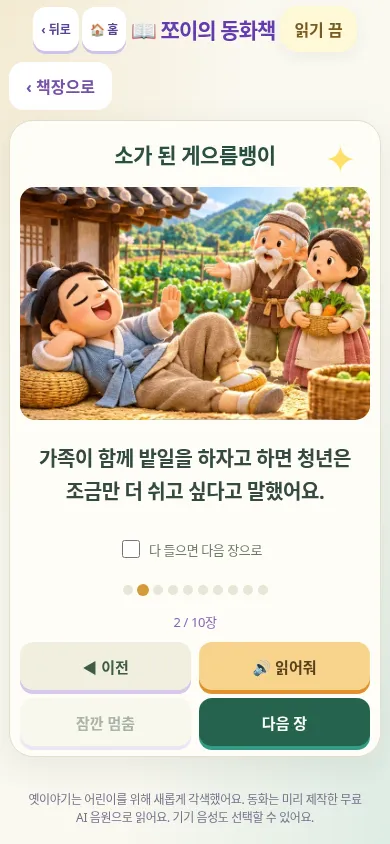 ‹ 뒤로
🏠 홈
📖 쪼이의 동화책
읽기 끔
‹ 책장으로
소가 된 게으름뱅이
가족이 함께 밭일을 하자고 하면 청년은
조금만 더 쉬고 싶다고 말했어요.
다 들으면 다음 장으로
2 / 10장
◀ 이전
🔊 읽어줘
잠깐 멈춤
다음 장
옛이야기는 어린이를 위해 새롭게 각색했어요. 동화는 미리 제작한 무료
AI 음원으로 읽어요. 기기 음성도 선택할 수 있어요.